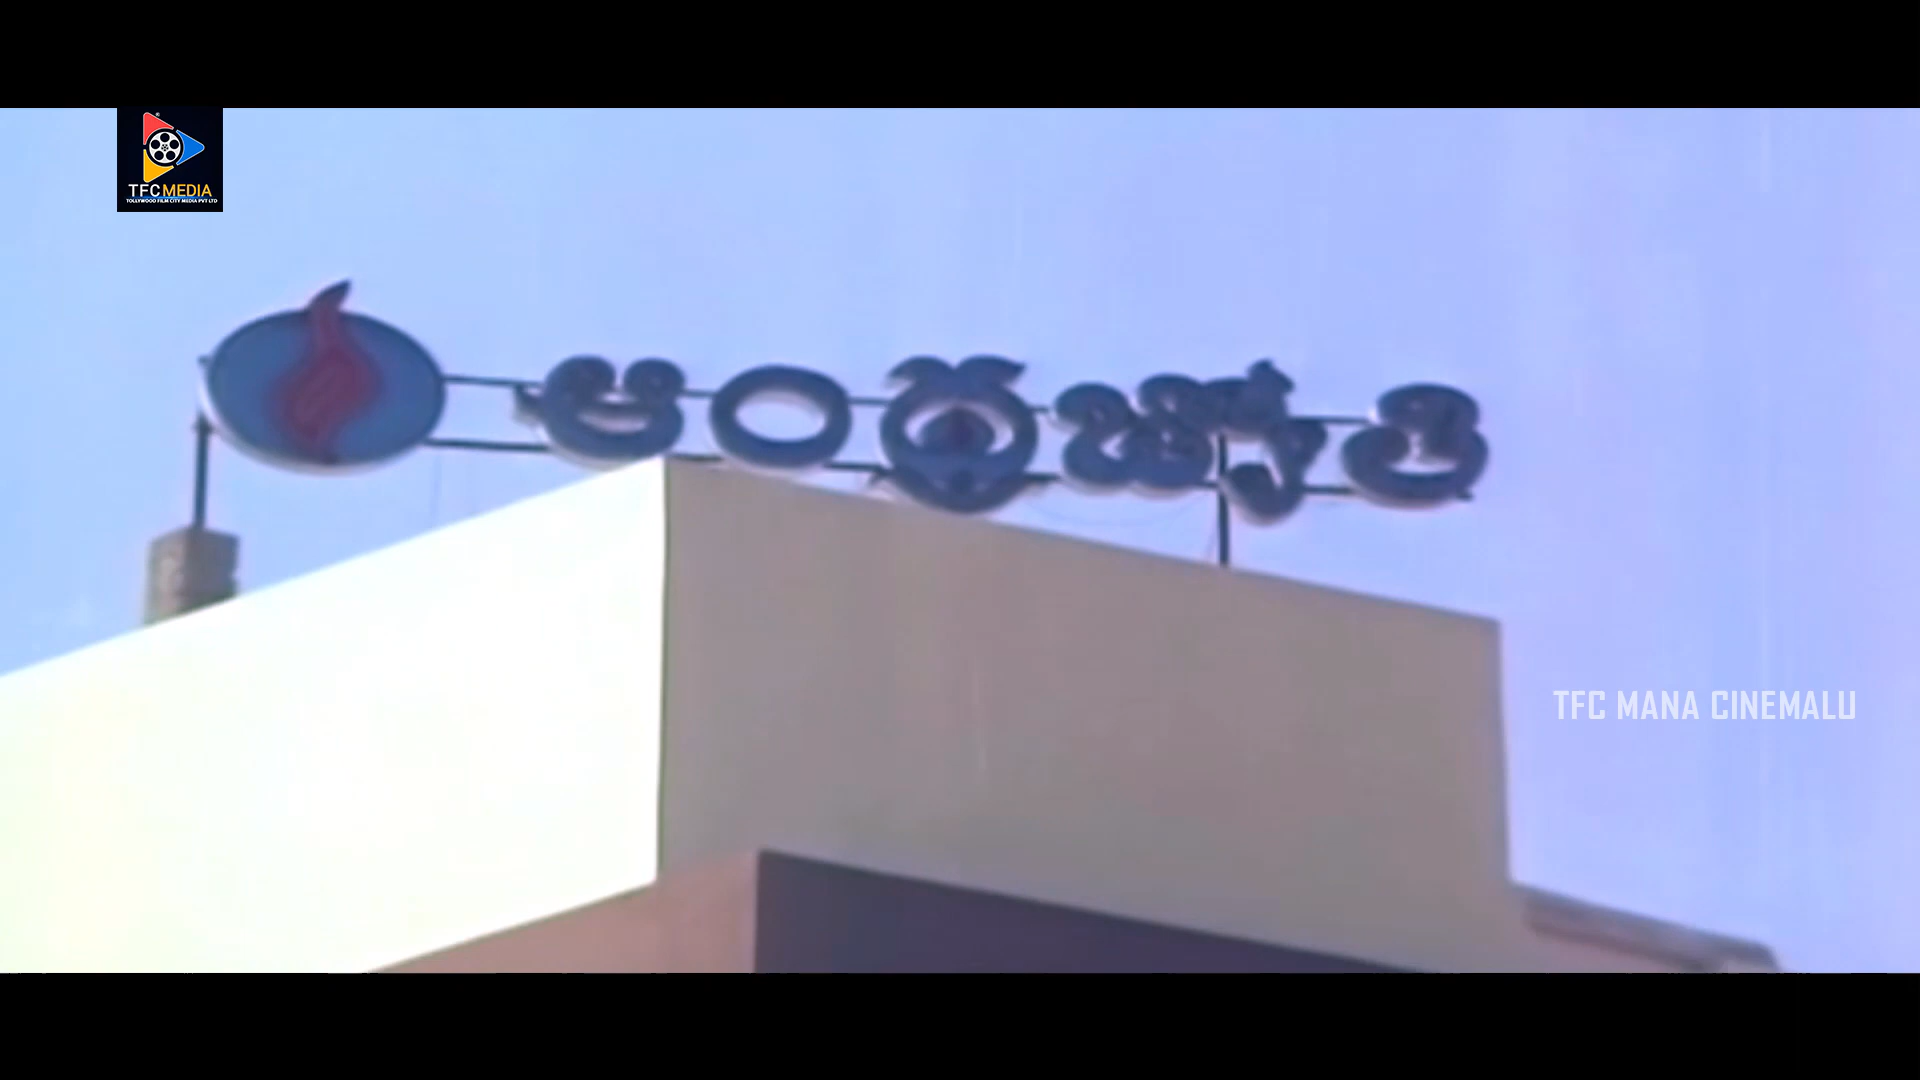 TFC MEDIA
TOLLYWOOD FILM CITY MEDIA PVT LTD
ఆంధ్రజ్యోతి
TFC MANA CINEMALU